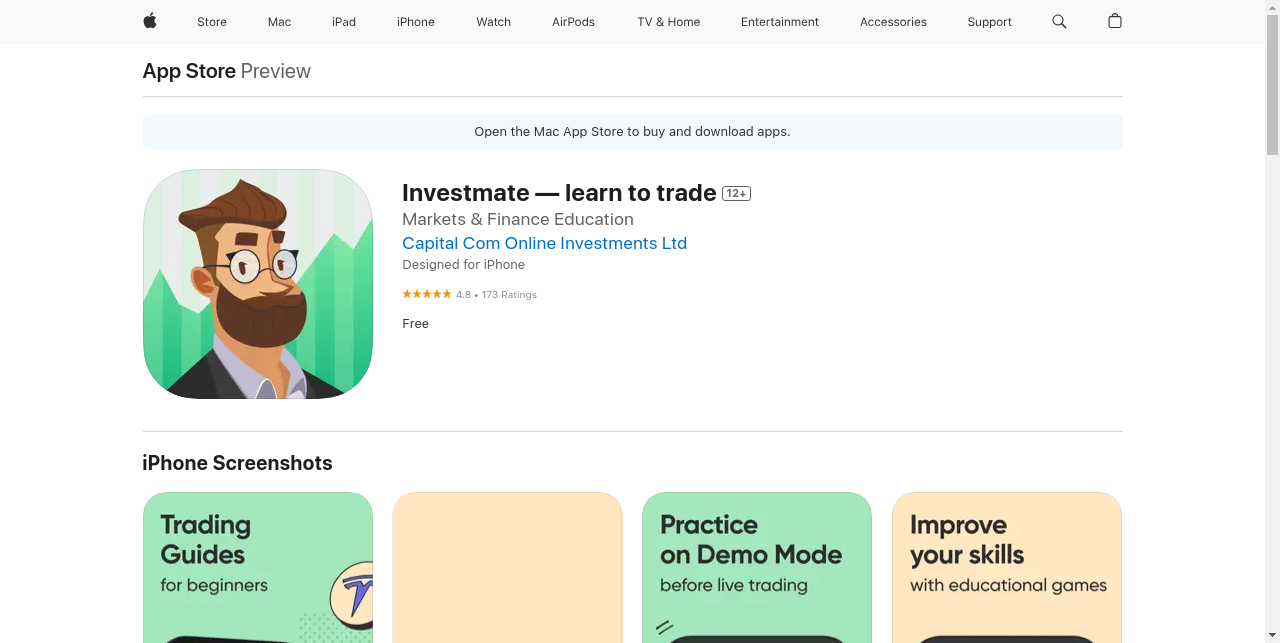 Store Mac iPad iPhone Watch AirPods TV & Home Entertainment Accessories Support
App Store Preview
Open the Mac App Store to buy and download apps.
Investmate — learn to trade 12+
Markets & Finance Education
Capital Com Online Investments Ltd
Designed for iPhone
4.8 • 173 Ratings
Free
iPhone Screenshots
Trading
Guides
for beginners
Practice
on Demo Mode
before live trading
Improve
your skills
with educational games